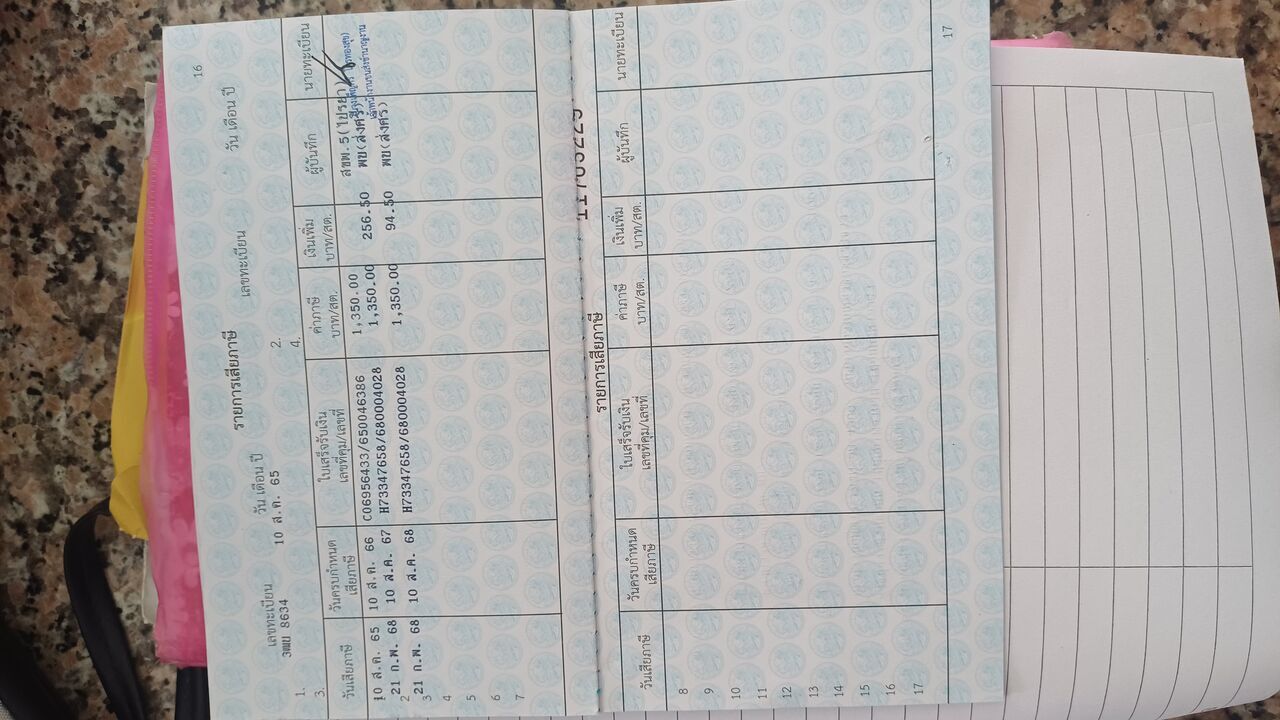 16
รายการเสียภาษี
เลขทะเบียน วัน เดือน ปี เลขทะเบียน วัน เดือน ปี
1. 3พผ 8634 10 ส.ค. 65 2.
3. 4.
วันเสียภาษี วันครบกำหนดเสียภาษี ใบเสร็จรับเงิน เลขที่คุม/เลขที่ ค่าภาษี บาท/สต. เงินเพิ่ม บาท/สต. ผู้บันทึก นายทะเบียน
10 ส.ค. 65 10 ส.ค. 66 C06956433/650046386 1,350.00 สขพ.5
2 21 ก.พ. 68 10 ส.ค. 67 H73347658/680004028 1,350.00 256.50
3 21 ก.พ. 68 10 ส.ค. 68 H73347658/680004028 1,350.00 94.50
4
5
6
7
รายการเสียภาษี
วันเสียภาษี วันครบกำหนดเสียภาษี ใบเสร็จรับเงิน เลขที่คุม/เลขที่ ค่าภาษี บาท/สต. เงินเพิ่ม บาท/สต. ผู้บันทึก นายทะเบียน
8
9
10
11
12
13
14
15
16
17
17